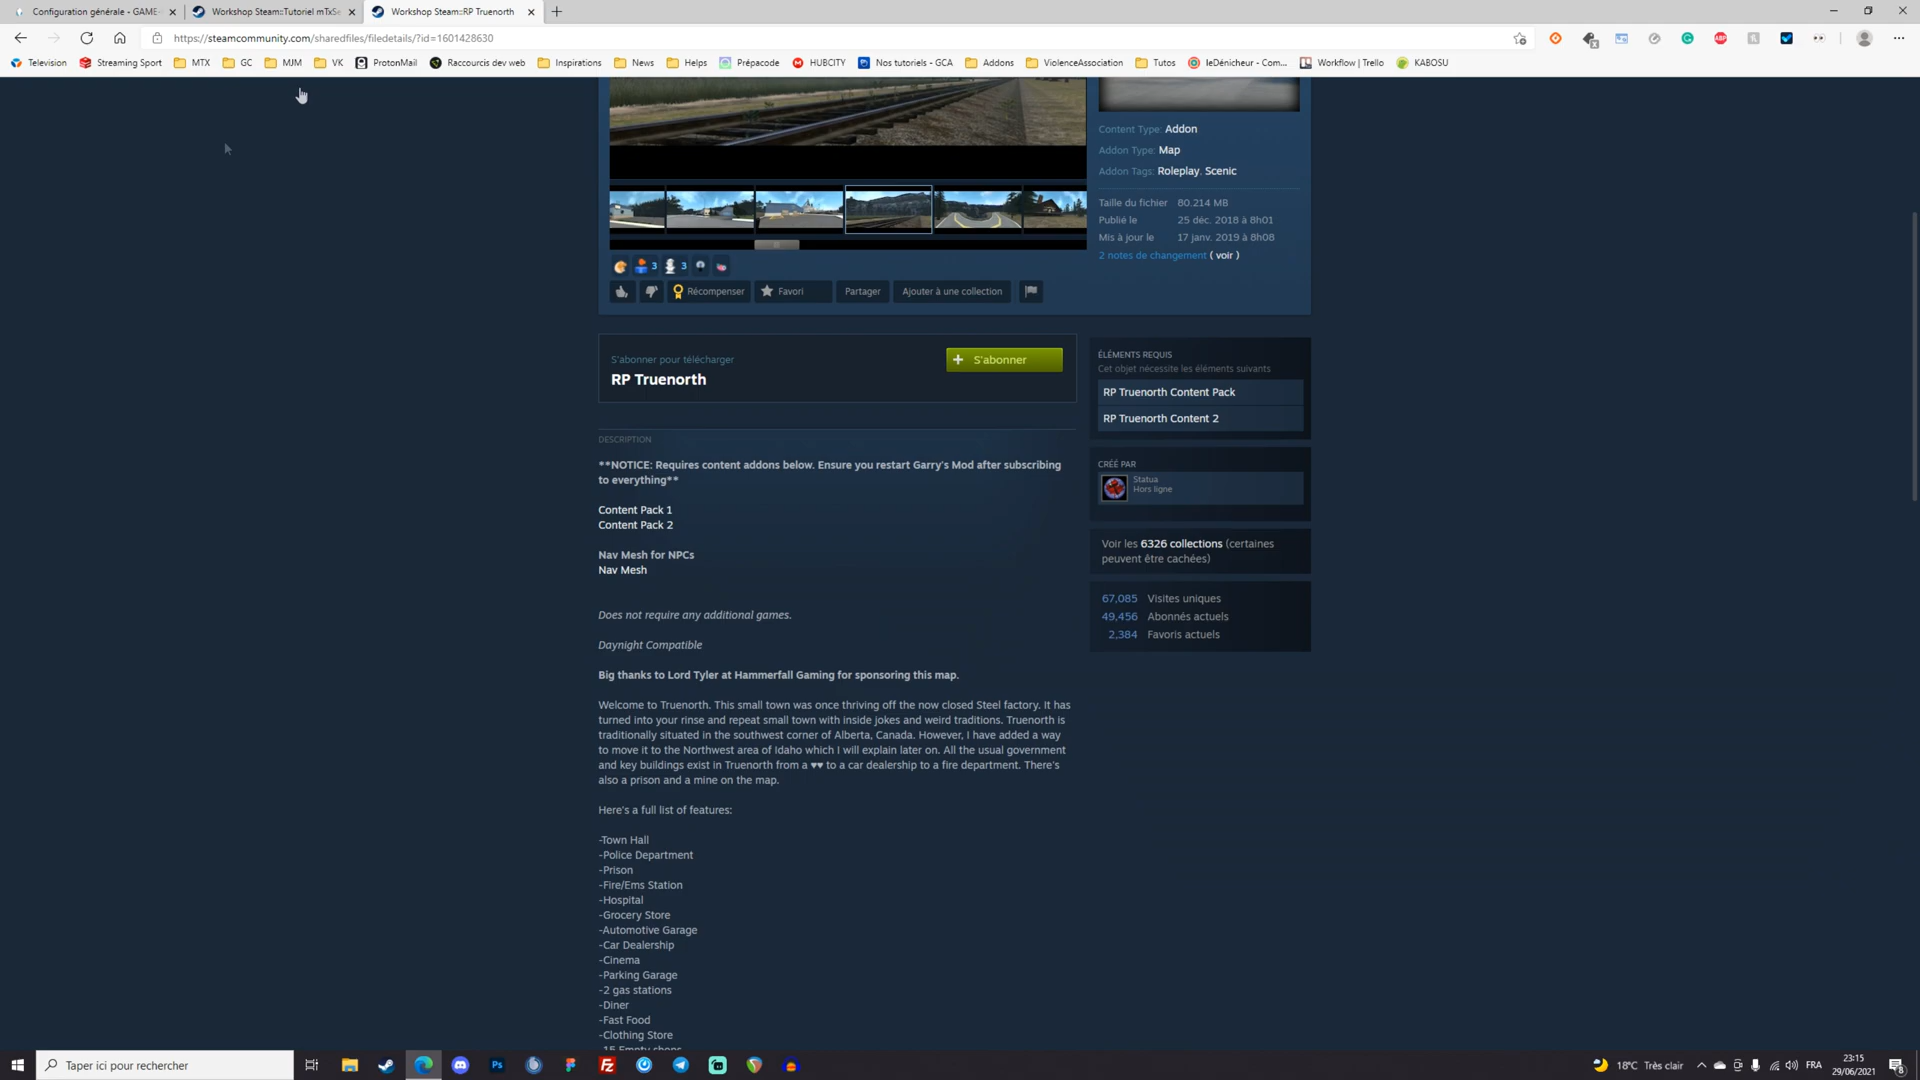 Configuration générale - GAME-
Workshop Steam::Tutoriel mTxSe
Workshop Steam::RP Truenorth
https://steamcommunity.com/sharedfiles/filedetails/?id=1601428630
Television
Streaming Sport
MTX
GC
MJM
VK
ProtonMail
Raccourcis dev web
Inspirations
News
Helps
Prépacode
HUBCITY
Nos tutoriels - GCA
Addons
ViolenceAssociation
Tutos
leDénicheur - Com...
Workflow | Trello
KABOSU
Content Type: Addon
Addon Type: Map
Addon Tags: Roleplay, Scenic
Taille du fichier 80.214 MB
Publié le 25 déc. 2018 à 8h01
Mis à jour le 17 janv. 2019 à 8h08
2 notes de changement ( voir )
3
3
Récompenser
Favori
Partager
Ajouter à une collection
S'abonner pour télécharger
RP Truenorth
S'abonner
ÉLÉMENTS REQUIS
Cet objet nécessite les éléments suivants
RP Truenorth Content Pack
RP Truenorth Content 2
CRÉÉ PAR
Statua
Hors ligne
Voir les 6326 collections (certaines
peuvent être cachées)
67,085 Visites uniques
49,456 Abonnés actuels
2,384 Favoris actuels
DESCRIPTION
**NOTICE: Requires content addons below. Ensure you restart Garry's Mod after subscribing
to everything**
Content Pack 1
Content Pack 2
Nav Mesh for NPCs
Nav Mesh
Does not require any additional games.
Daynight Compatible
Big thanks to Lord Tyler at Hammerfall Gaming for sponsoring this map.
Welcome to Truenorth. This small town was once thriving off the now closed Steel factory. It has
turned into your rinse and repeat small town with inside jokes and weird traditions. Truenorth is
traditionally situated in the southwest corner of Alberta, Canada. However, I have added a way
to move it to the Northwest area of Idaho which I will explain later on. All the usual government
and key buildings exist in Truenorth from a ♥♥ to a car dealership to a fire department. There's
also a prison and a mine on the map.
Here's a full list of features:
-Town Hall
-Police Department
-Prison
-Fire/Ems Station
-Hospital
-Grocery Store
-Automotive Garage
-Car Dealership
-Cinema
-Parking Garage
-2 gas stations
-Diner
-Fast Food
-Clothing Store
-15 Empty shops
Taper ici pour rechercher
Ps
18°C Très clair
FRA
23:15
29/06/2021